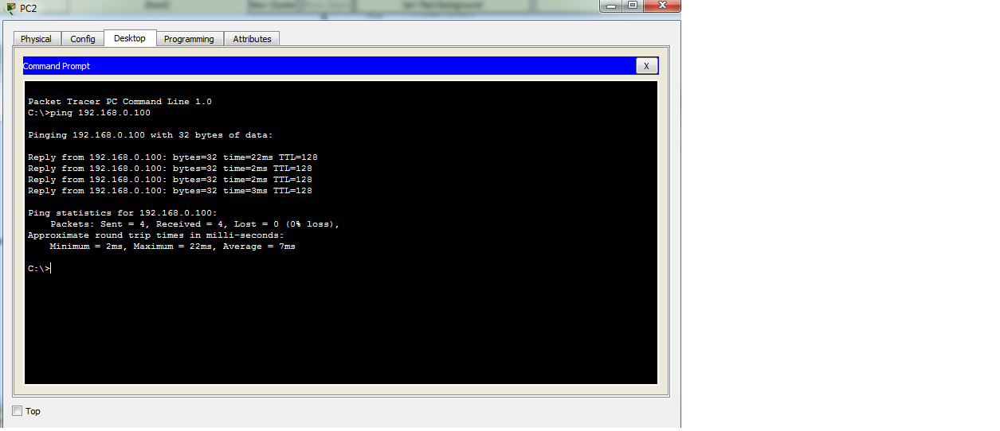 PC2
Physical Config Desktop Programming Attributes
Command Prompt X
Packet Tracer PC Command Line 1.0
C:\>ping 192.168.0.100
Pinging 192.168.0.100 with 32 bytes of data:
Reply from 192.168.0.100: bytes=32 time=22ms TTL=128
Reply from 192.168.0.100: bytes=32 time=2ms TTL=128
Reply from 192.168.0.100: bytes=32 time=2ms TTL=128
Reply from 192.168.0.100: bytes=32 time=3ms TTL=128
Ping statistics for 192.168.0.100:
Packets: Sent = 4, Received = 4, Lost = 0 (0% loss),
Approximate round trip times in milli-seconds:
Minimum = 2ms, Maximum = 22ms, Average = 7ms
C:\>
Top